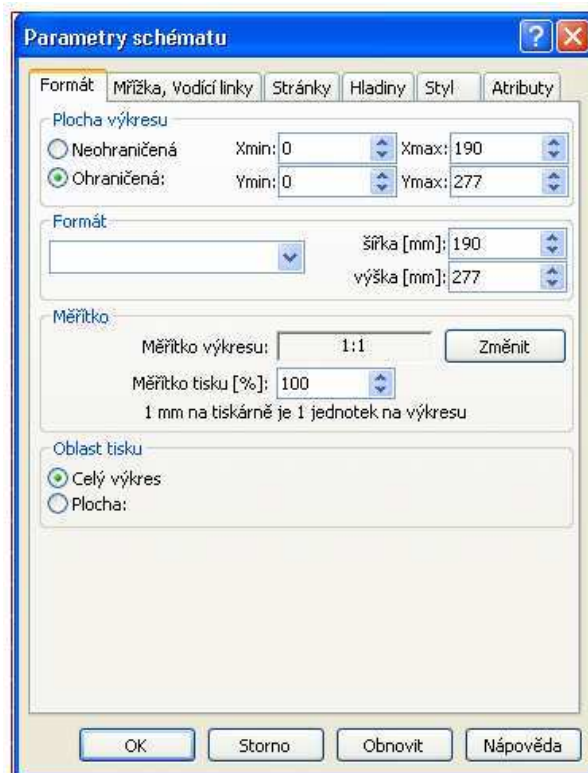 Parametry schématu
Formát Mřížka, Vodící linky Stránky Hladiny Styl Atributy
Plocha výkresu
Neohraničená Xmin: 0 Xmax: 190
Ohraničená: Ymin: 0 Ymax: 277
Formát
šířka [mm]: 190
výška [mm]: 277
Měřítko
Měřítko výkresu: 1:1 Změnit
Měřítko tisku [%]: 100
1 mm na tiskárně je 1 jednotek na výkresu
Oblast tisku
Celý výkres
Plocha:
OK Storno Obnovit Nápověda